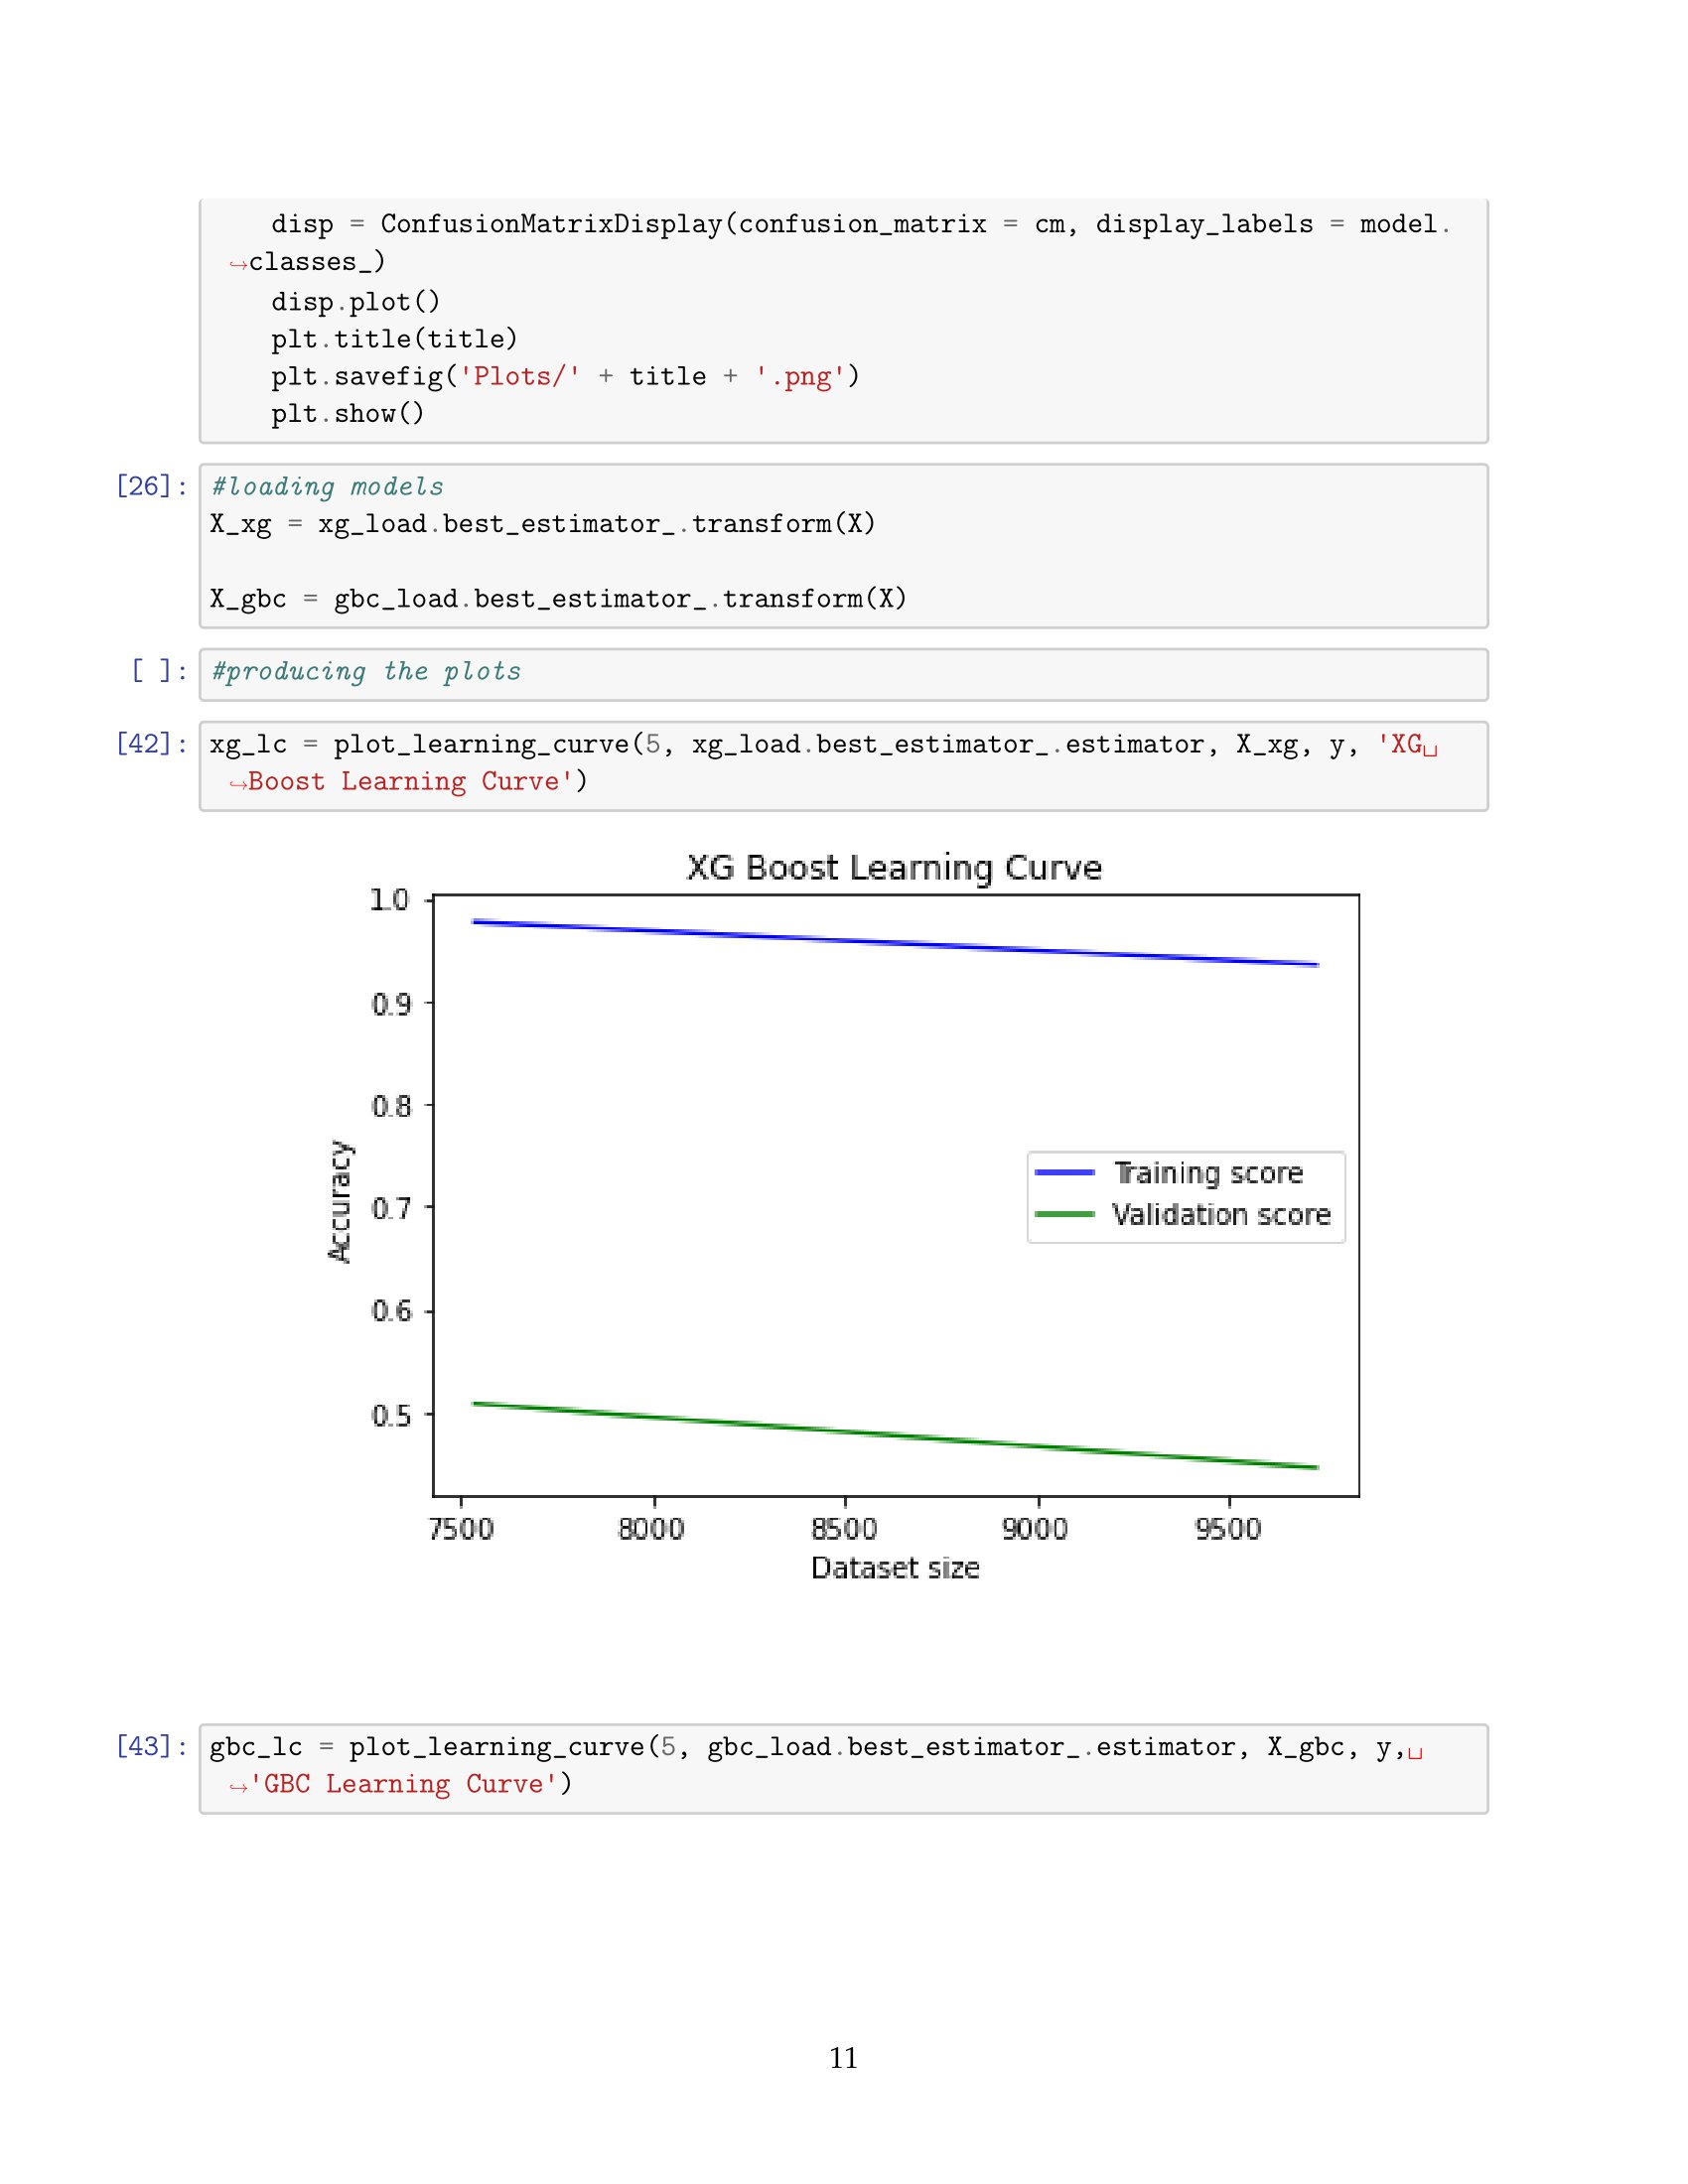 disp = ConfusionMatrixDisplay(confusion_matrix = cm, display_labels = model.
↪classes_)
disp.plot()
plt.title(title)
plt.savefig('Plots/' + title + '.png')
plt.show()
[26]: #loading models
X_xg = xg_load.best_estimator_.transform(X)
X_gbc = gbc_load.best_estimator_.transform(X)
[ ]: #producing the plots
[42]: xg_lc = plot_learning_curve(5, xg_load.best_estimator_.estimator, X_xg, y, 'XG␣
↪Boost Learning Curve')
XG Boost Learning Curve
1.0
0.9
0.8
0.7
0.6
0.5
Accuracy
Training score
Validation score
7500 8000 8500 9000 9500
Dataset size
[43]: gbc_lc = plot_learning_curve(5, gbc_load.best_estimator_.estimator, X_gbc, y,␣
↪'GBC Learning Curve')
11